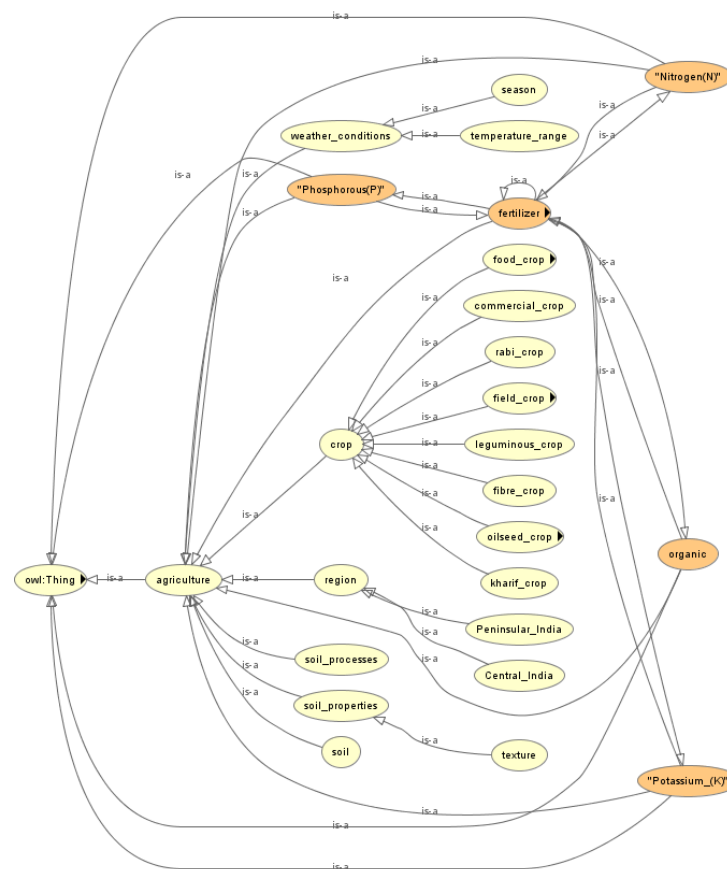 is-a
"Nitrogen(N)"
is-a
season
is-a
is-a
weather_conditions
is-a
temperature_range
is-a
is-a
is-a
"Phosphorous(P)"
is-a
is-a
is-a
is-a
fertilizer
food_crop
is-a
is-a
is-a
is-a
commercial_crop
is-a
is-a
rabi_crop
is-a
is-a
field_crop
is-a
crop
is-a
leguminous_crop
is-a
fibre_crop
is-a
is-a
oilseed_crop
is-a
organic
owl:Thing
is-a
agriculture
is-a
region
is-a
kharif_crop
is-a
Peninsular_India
is-a
is-a
soil_processes
is-a
is-a
Central_India
is-a
soil_properties
is-a
soil
is-a
texture
"Potassium_(K)"
is-a
is-a
is-a